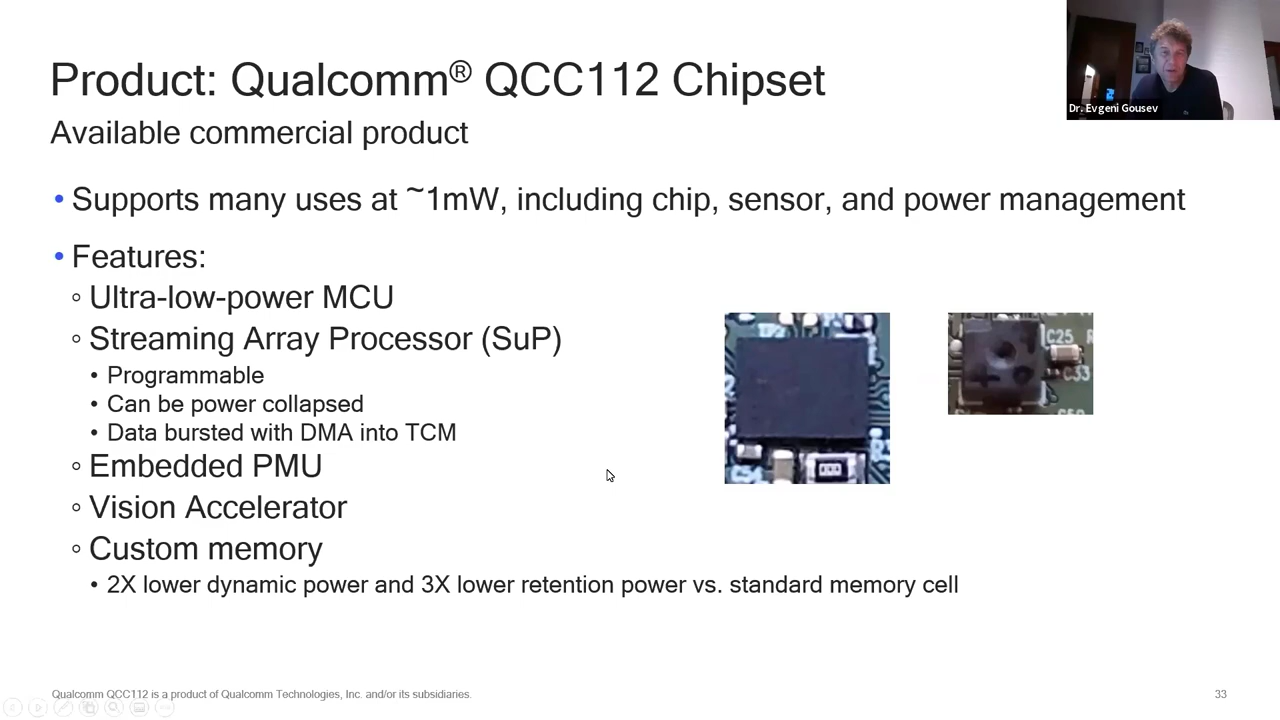 Product: Qualcomm® QCC112 Chipset
Dr. Evgeni Gousev
Available commercial product
• Supports many uses at ~1mW, including chip, sensor, and power management
• Features:
◦ Ultra-low-power MCU
◦ Streaming Array Processor (SuP)
• Programmable
• Can be power collapsed
• Data bursted with DMA into TCM
◦ Embedded PMU
◦ Vision Accelerator
◦ Custom memory
• 2X lower dynamic power and 3X lower retention power vs. standard memory cell
C25
C33
Qualcomm QCC112 is a product of Qualcomm Technologies, Inc. and/or its subsidiaries.
33